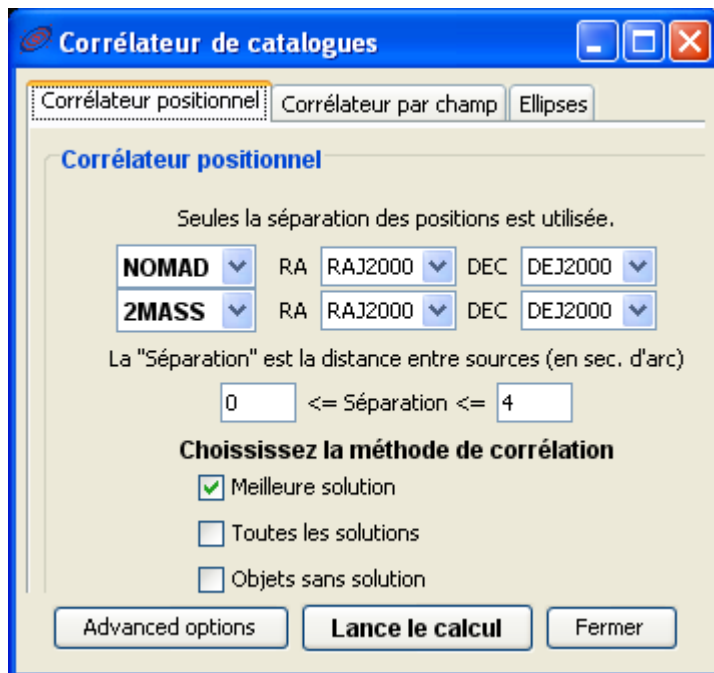 Corrélateur de catalogues
Corrélateur positionnel Corrélateur par champ Ellipses
Corrélateur positionnel
Seules la séparation des positions est utilisée.
NOMAD RA RAJ2000 DEC DEJ2000
2MASS RA RAJ2000 DEC DEJ2000
La "Séparation" est la distance entre sources (en sec. d'arc)
0 <= Séparation <= 4
Choississez la méthode de corrélation
Meilleure solution
Toutes les solutions
Objets sans solution
Advanced options Lance le calcul Fermer